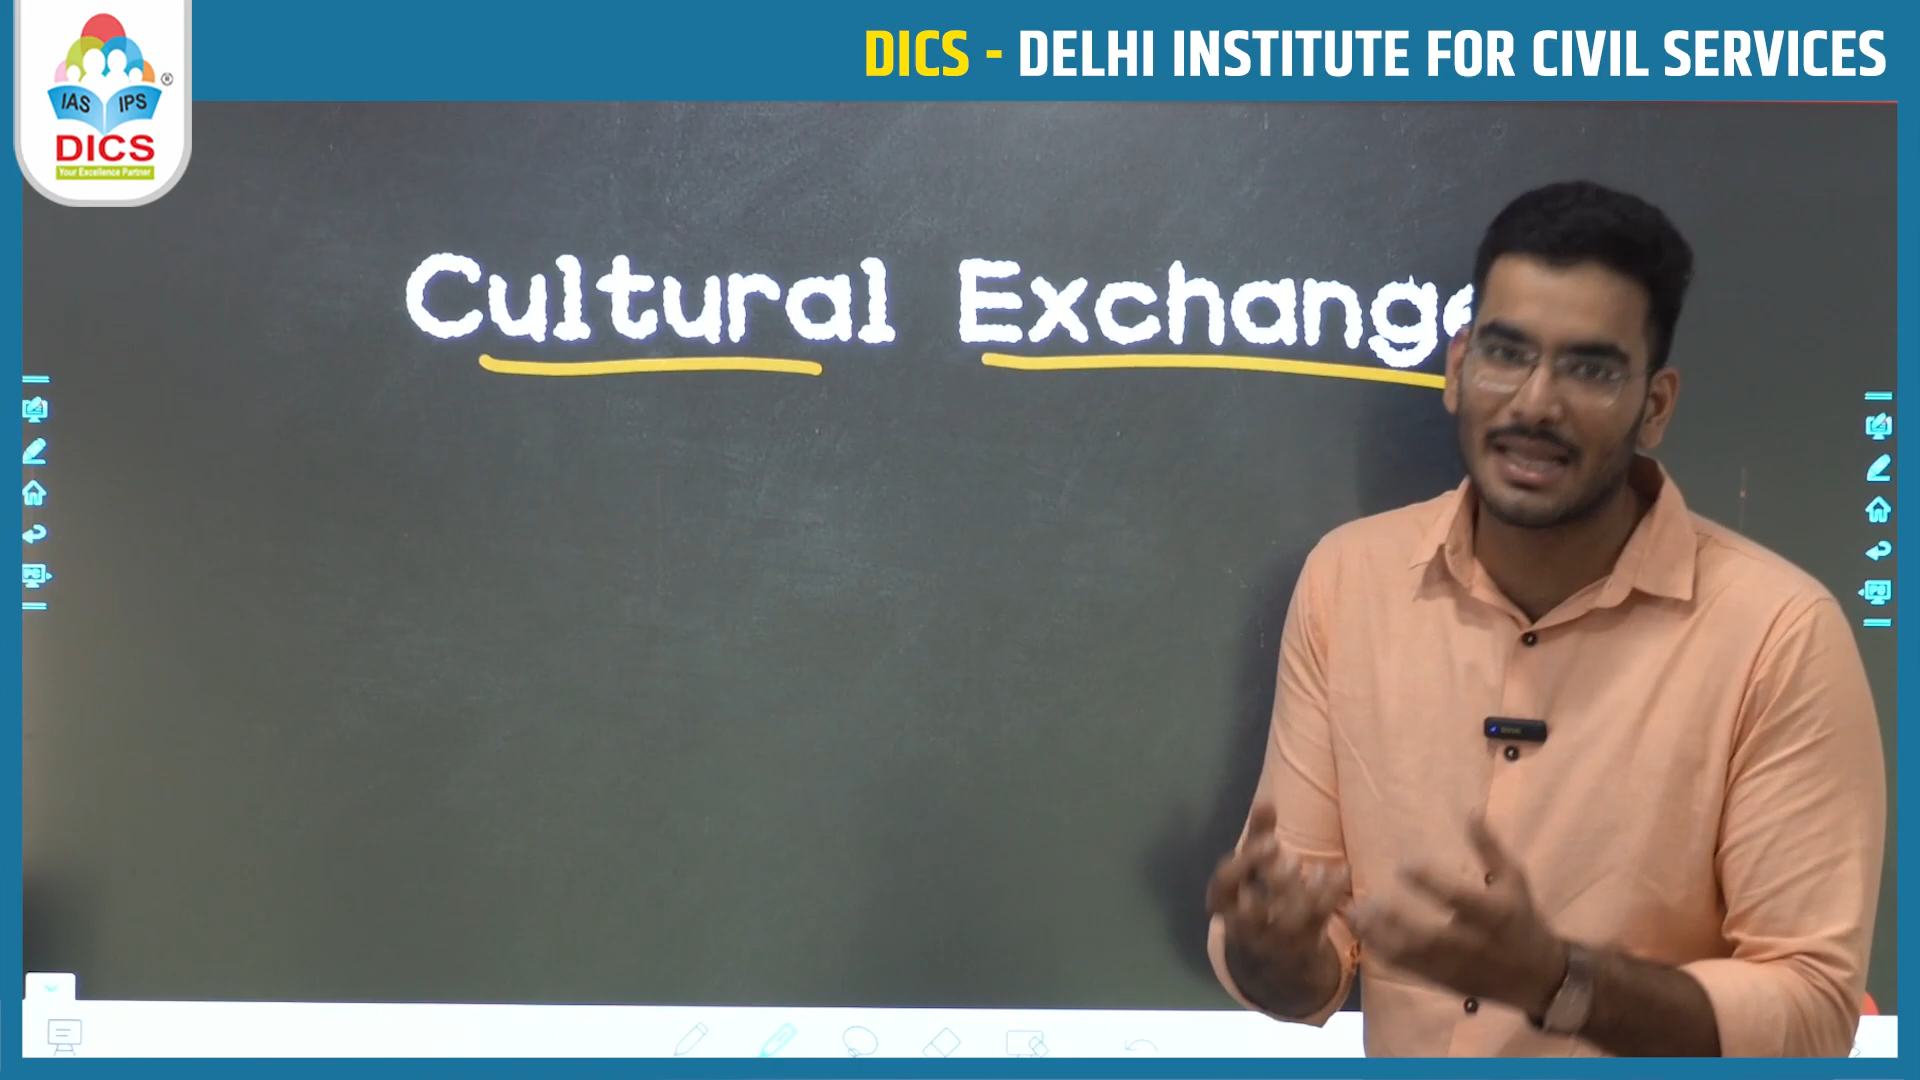 DICS - DELHI INSTITUTE FOR CIVIL SERVICES
IAS IPS
®
DICS
Your Excellence Partner
Cultural Exchange